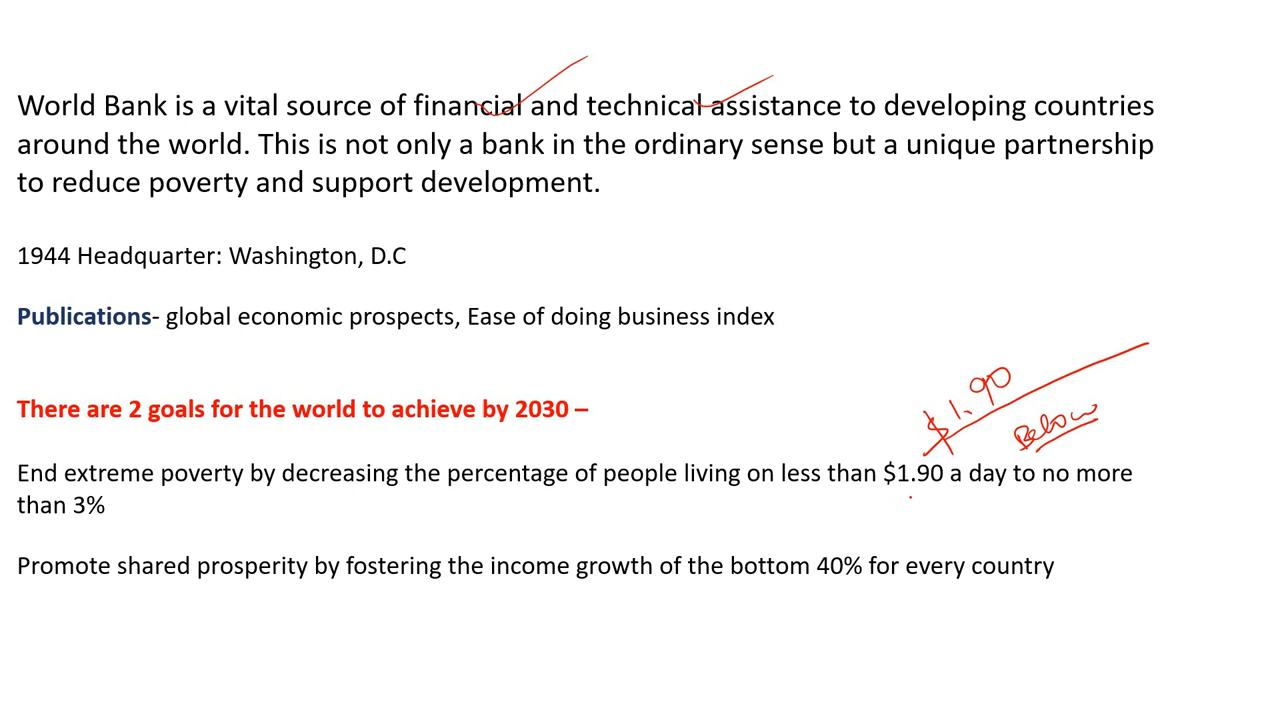 World Bank is a vital source of financial and technical assistance to developing countries
around the world. This is not only a bank in the ordinary sense but a unique partnership
to reduce poverty and support development.
1944 Headquarter: Washington, D.C
Publications- global economic prospects, Ease of doing business index
$1.90
There are 2 goals for the world to achieve by 2030 –
Below
End extreme poverty by decreasing the percentage of people living on less than $1.90 a day to no more
than 3%
Promote shared prosperity by fostering the income growth of the bottom 40% for every country